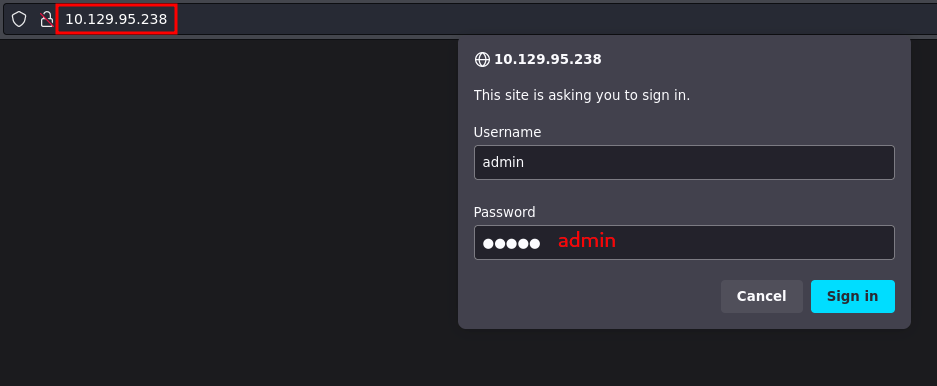 10.129.95.238
10.129.95.238
This site is asking you to sign in.
Username
admin
Password
●●●●● admin
Cancel Sign in